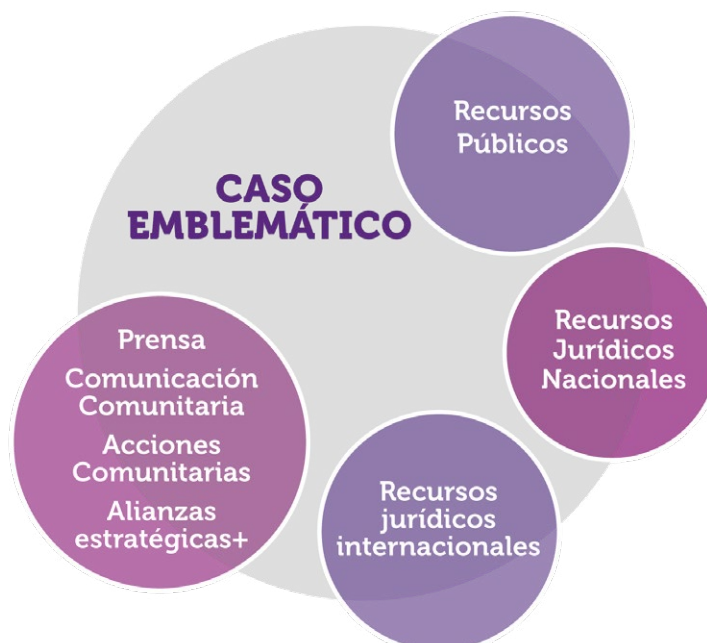 CASO
EMBLEMÁTICO
Recursos
Públicos
Recursos
Jurídicos
Nacionales
Recursos
jurídicos
internacionales
Prensa
Comunicación
Comunitaria
Acciones
Comunitarias
Alianzas
estratégicas+